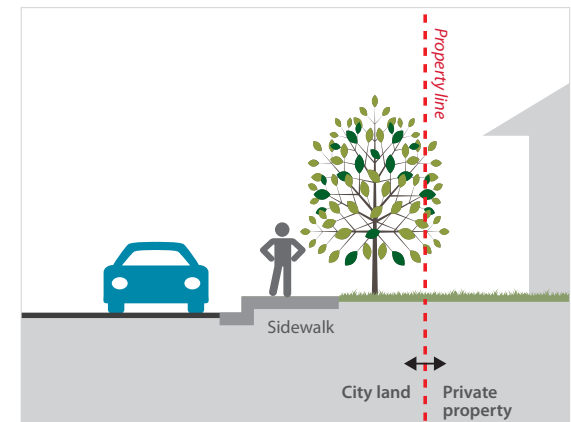 Property line
Sidewalk
City land
Private
property